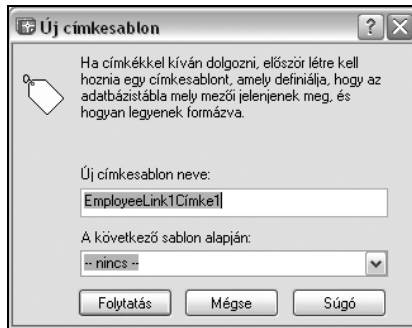 Új címkesablon
Ha címkékkel kíván dolgozni, először létre kell
hoznia egy címkesablont, amely definiálja, hogy az
adatbázistábla mely mezői jelenjenek meg, és
hogyan legyenek formázva.
Új címkesablon neve:
EmployeeLink1Címke1
A következő sablon alapján:
-- nincs --
Folytatás
Mégse
Súgó